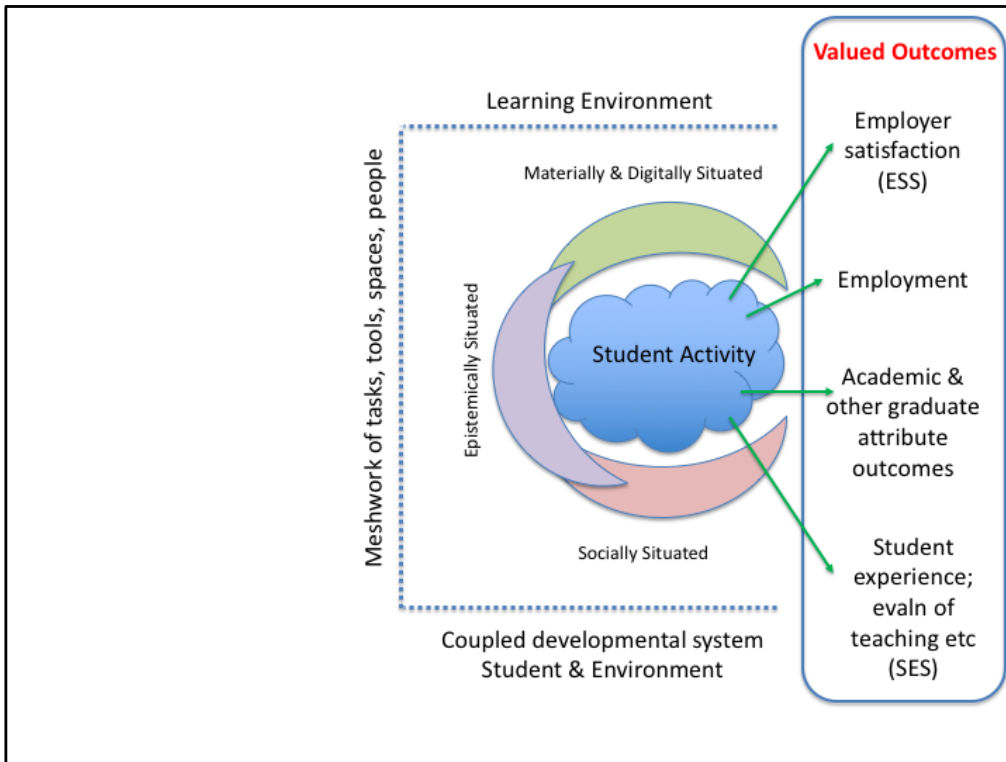 Learning Environment
Meshwork of tasks, tools, spaces, people
Materially & Digitally Situated
Epistemically Situated
Student Activity
Socially Situated
Coupled developmental system
Student & Environment
Valued Outcomes
Employer
satisfaction
(ESS)
Employment
Academic &
other graduate
attribute
outcomes
Student
experience;
evaln of
teaching etc
(SES)